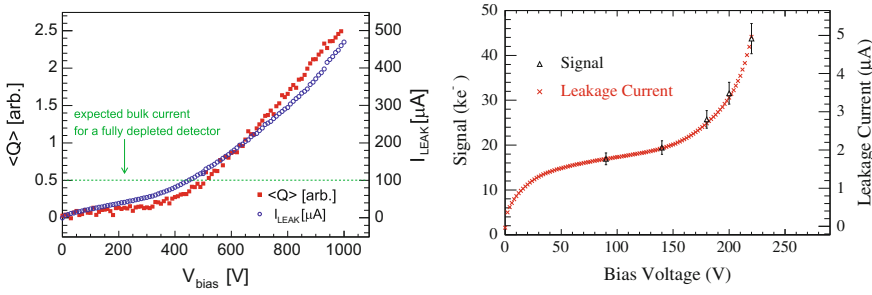 <Q> [arb.]
2.5
2
1.5
1
0.5
0
500
400
300
200
100
0
I LEAK [μA]
expected bulk current
for a fully depleted detector
<Q> [arb.]
I LEAK [μA]
0 200 400 600 800 1000
V bias [V]
Signal (ke⁻)
50
40
30
20
10
0
5
4
3
2
1
0
Leakage Current (μA)
Signal
Leakage Current
0 50 100 150 200 250
Bias Voltage (V)